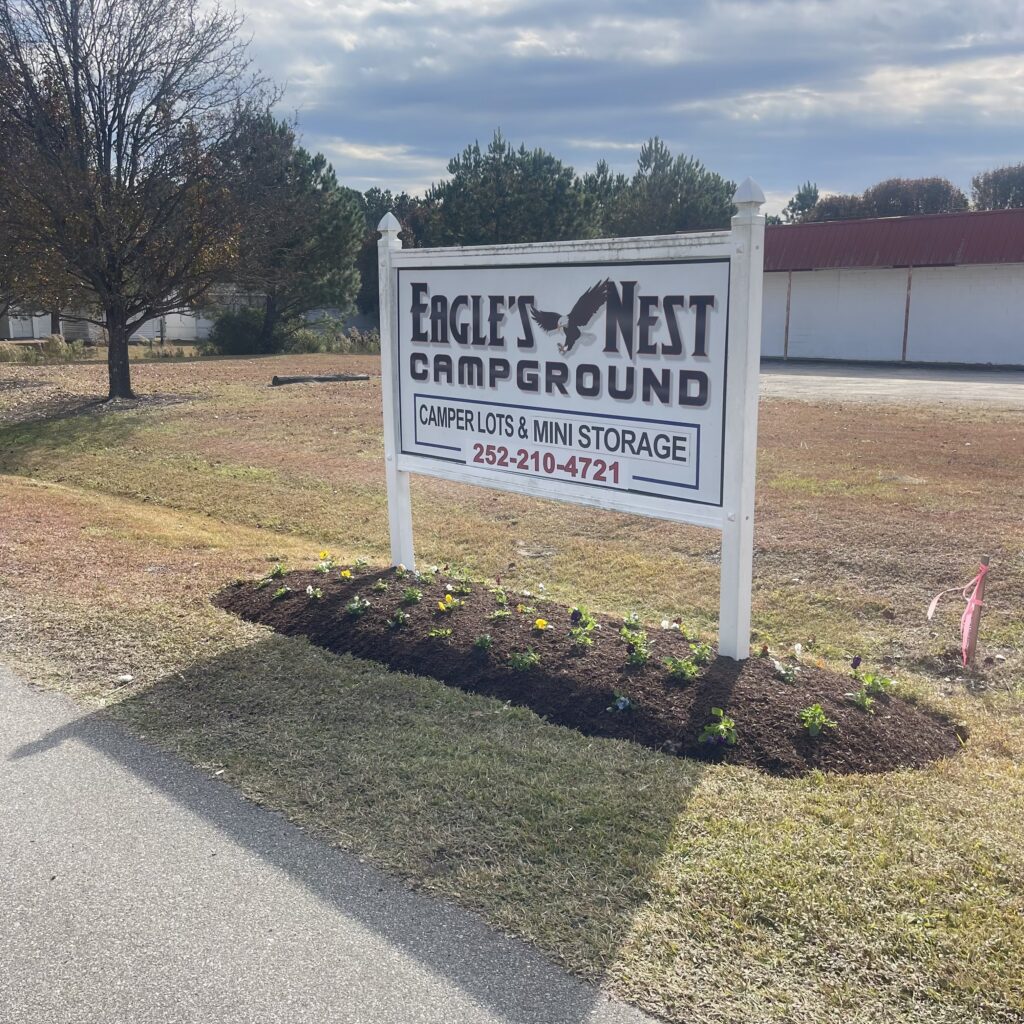 EAGLE'S NEST
CAMPGROUND
CAMPER LOTS & MINI STORAGE
252-210-4721